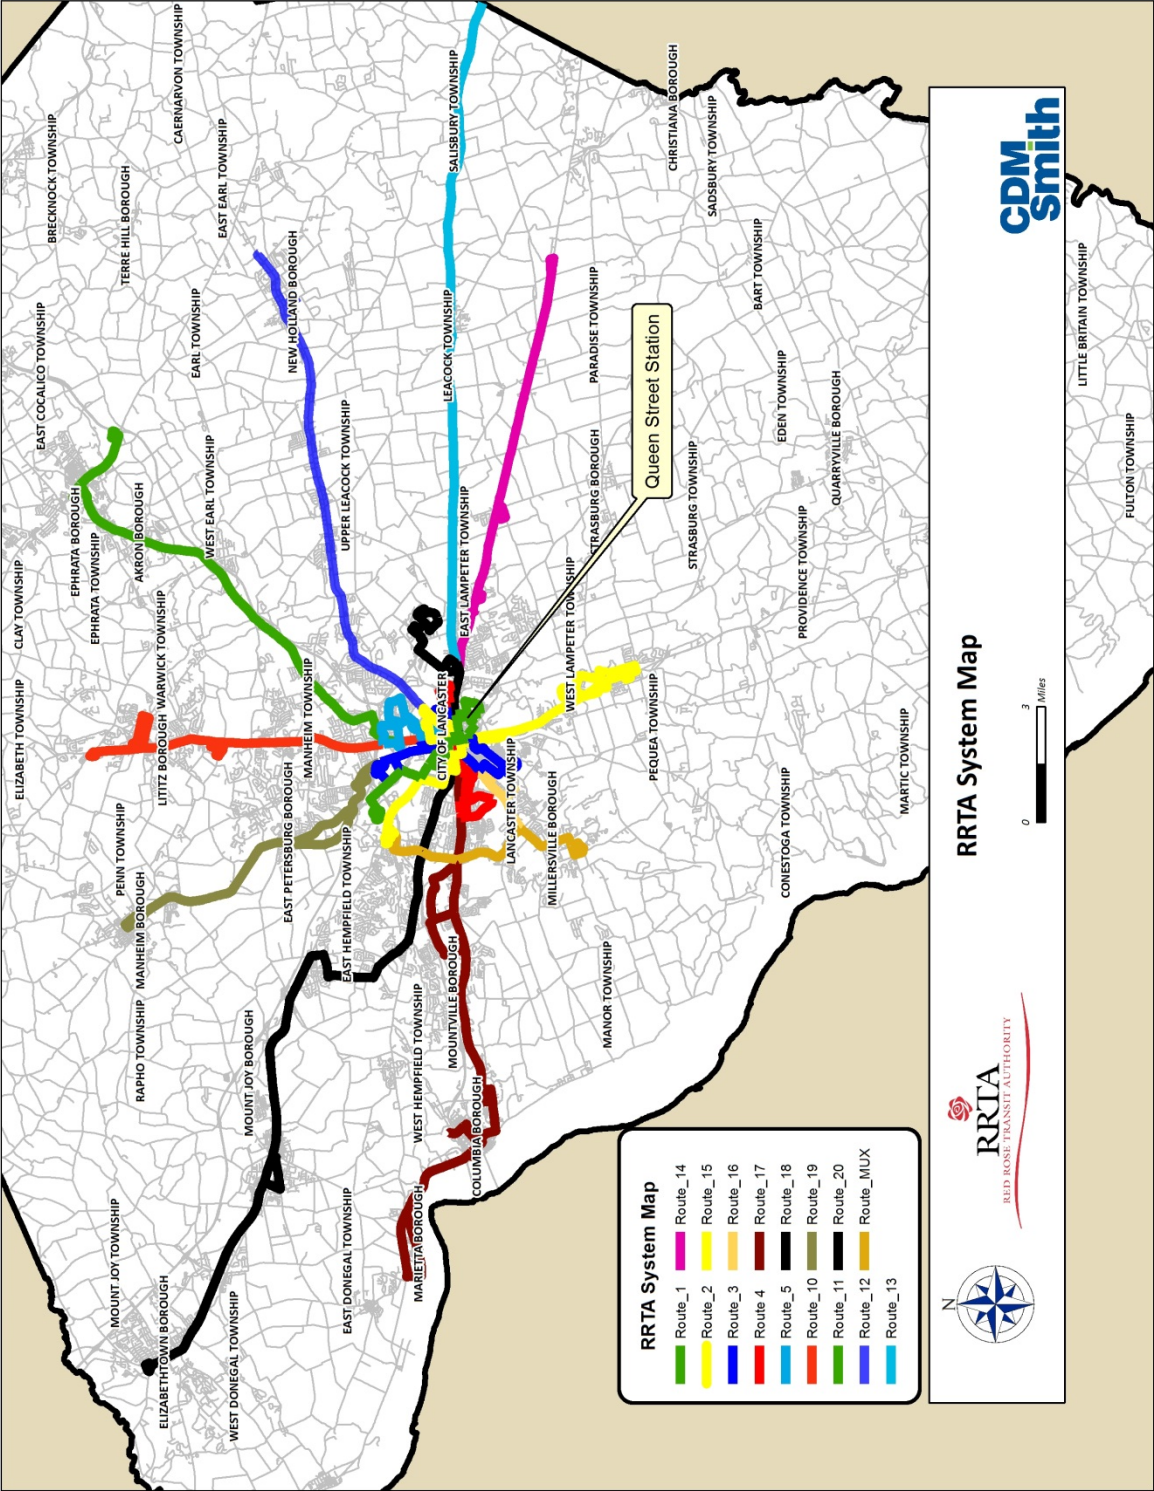 BRECKNOCK TOWNSHIP
CAERNARVON TOWNSHIP
TERRE HILL BOROUGH
EAST EARL TOWNSHIP
EAST COCALICO TOWNSHIP
EARL TOWNSHIP
NEW HOLLAND BOROUGH
SALISBURY TOWNSHIP
CHRISTIANA BOROUGH
SADSBURY TOWNSHIP
BART TOWNSHIP
LEACOCK TOWNSHIP
PARADISE TOWNSHIP
Queen Street Station
EDEN TOWNSHIP
QUARRYVILLE BOROUGH
LITTLE BRITAIN TOWNSHIP
FULTON TOWNSHIP
CLAY TOWNSHIP
EPHRATA BOROUGH
EPHRATA TOWNSHIP
AKRON BOROUGH
WEST EARL TOWNSHIP
UPPER LEACOCK TOWNSHIP
EAST LAMPETER TOWNSHIP
STRASBURG BOROUGH
STRASBURG TOWNSHIP
PROVIDENCE TOWNSHIP
ELIZABETH TOWNSHIP
WARWICK TOWNSHIP
LITITZ BOROUGH
MANHEIM TOWNSHIP
CITY OF LANCASTER
WEST LAMPETER TOWNSHIP
PEQUEA TOWNSHIP
MARTIC TOWNSHIP
CONESTOGA TOWNSHIP
PENN TOWNSHIP
MANHEIM BOROUGH
EAST PETERSBURG BOROUGH
EAST HEMPFIELD TOWNSHIP
LANCASTER TOWNSHIP
MILLERSVILLE BOROUGH
RAPHO TOWNSHIP
MOUNT JOY BOROUGH
WEST HEMPFIELD TOWNSHIP
MOUNTVILLE BOROUGH
MANOR TOWNSHIP
COLUMBIA BOROUGH
MOUNT JOY TOWNSHIP
ELIZABETHTOWN BOROUGH
WEST DONEGAL TOWNSHIP
EAST DONEGAL TOWNSHIP
MARIETTA BOROUGH
RRTA System Map
Route_1
Route_2
Route_3
Route 4
Route_5
Route_10
Route_11
Route_12
Route_13
Route_14
Route_15
Route_16
Route_17
Route_18
Route_19
Route_20
Route_MUX
N
RRTA
RED ROSE TRANSIT AUTHORITY
RRTA System Map
0 3
Miles
CDM
Smith